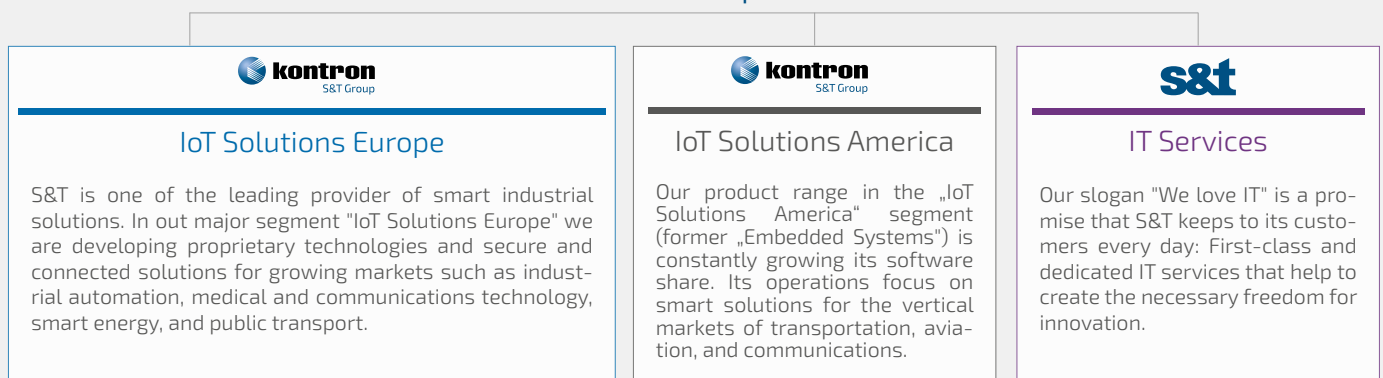 kontron
S&T Group
IoT Solutions Europe
S&T is one of the leading provider of smart industrial
solutions. In out major segment "IoT Solutions Europe" we
are developing proprietary technologies and secure and
connected solutions for growing markets such as indust-
rial automation, medical and communications technology,
smart energy, and public transport.
kontron
S&T Group
IoT Solutions America
Our product range in the „IoT
Solutions America“ segment
(former „Embedded Systems") is
constantly growing its software
share. Its operations focus on
smart solutions for the vertical
markets of transportation, avia-
tion, and communications.
s&t
IT Services
Our slogan "We love IT" is a pro-
mise that S&T keeps to its custo-
mers every day: First-class and
dedicated IT services that help to
create the necessary freedom for
innovation.